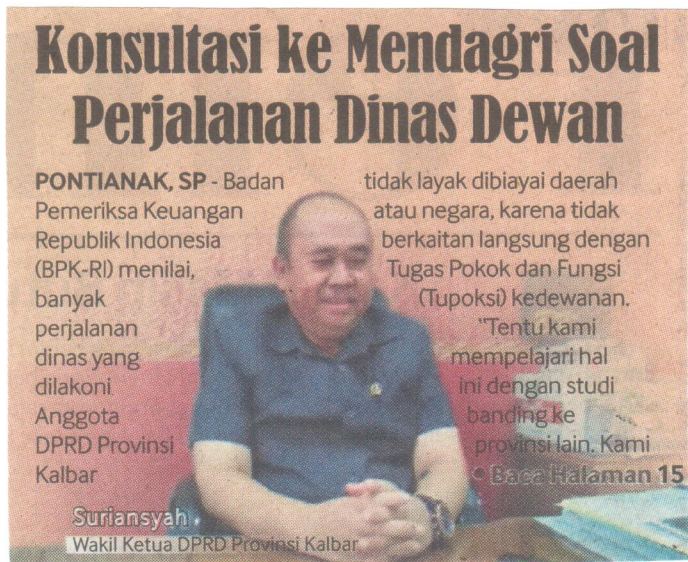 Konsultasi ke Mendagri Soal
Perjalanan Dinas Dewan
PONTIANAK, SP - Badan
Pemeriksa Keuangan
Republik Indonesia
(BPK-RI) menilai,
banyak
perjalanan
dinas yang
dilakoni
Anggota
DPRD Provinsi
Kalbar
tidak layak dibiayai daerah
atau negara, karena tidak
berkaitan langsung dengan
Tugas Pokok dan Fungsi
(Tupoksi) kedewanan.
"Tentu kami
mempelajari hal
ini dengan studi
banding ke
provinsi lain. Kami
• Baca Halaman 15
Suriansyah
Wakil Ketua DPRD Provinsi Kalbar